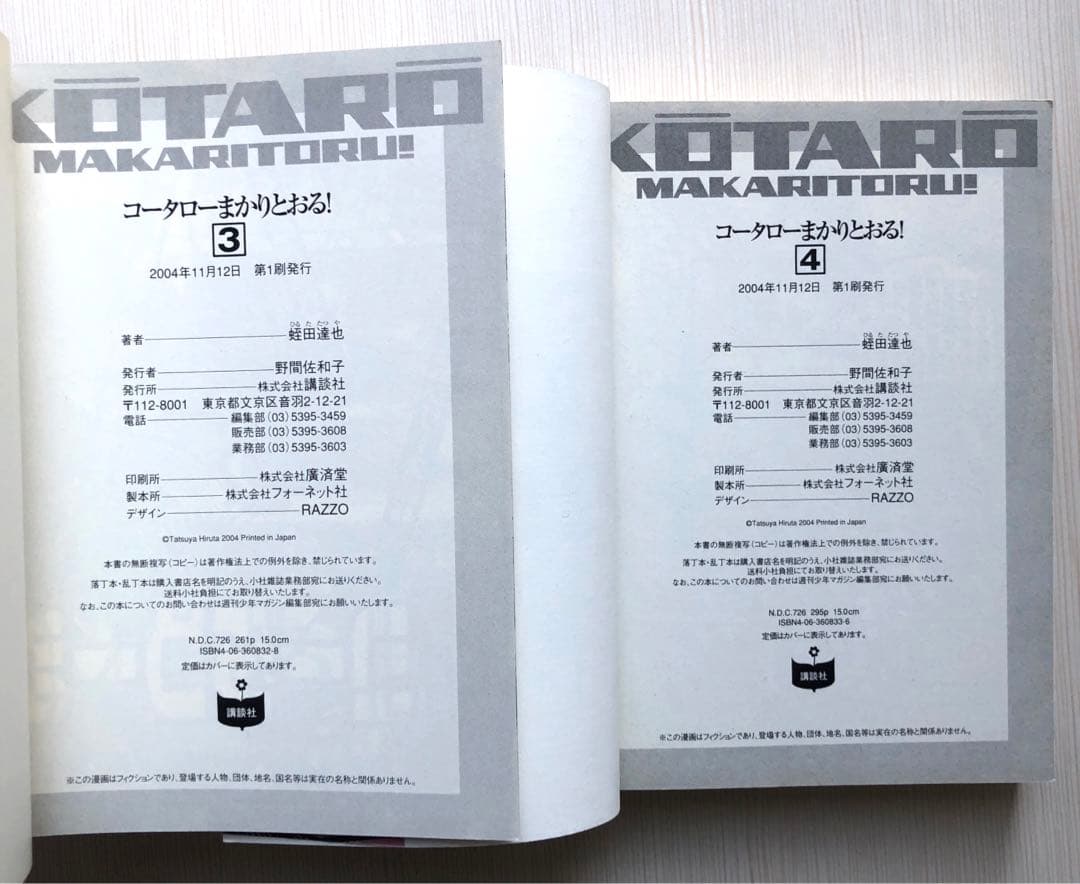 KŌTARŌ
MAKARITORU!
コータローまかりとおる!
3
2004年11月12日 第1刷発行
ひる た たつ や
著者 蛭田達也
発行者 野間佐和子
発行所 株式会社講談社
〒112-8001 東京都文京区音羽2-12-21
電話 編集部(03)5395-3459
販売部(03)5395-3608
業務部(03)5395-3603
印刷所 株式会社廣済堂
製本所 株式会社フォーネット社
デザイン RAZZO
©Tatsuya Hiruta 2004 Printed in Japan
本書の無断複写(コピー)は著作権法上での例外を除き、禁じられています。
落丁本・乱丁本は購入書店名を明記のうえ、小社雑誌業務部宛にお送りください。
送料小社負担にてお取り替えいたします。
なお、この本についてのお問い合わせは週刊少年マガジン編集部宛にお願いいたします。
N.D.C.726 261p 15.0cm
ISBN4-06-360832-8
定価はカバーに表示してあります。
講談社
※この漫画はフィクションであり、登場する人物、団体、地名、国名等は実在の名称と関係ありません。
KŌTARŌ
MAKARITORU!
コータローまかりとおる!
4
2004年11月12日 第1刷発行
ひる た たつ や
著者 蛭田達也
発行者 野間佐和子
発行所 株式会社講談社
〒112-8001 東京都文京区音羽2-12-21
電話 編集部(03)5395-3459
販売部(03)5395-3608
業務部(03)5395-3603
印刷所 株式会社廣済堂
製本所 株式会社フォーネット社
デザイン RAZZO
©Tatsuya Hiruta 2004 Printed in Japan
本書の無断複写(コピー)は著作権法上での例外を除き、禁じられています。
落丁本・乱丁本は購入書店名を明記のうえ、小社雑誌業務部宛にお送りください。
送料小社負担にてお取り替えいたします。
なお、この本についてのお問い合わせは週刊少年マガジン編集部宛にお願いいたします。
N.D.C.726 295p 15.0cm
ISBN4-06-360833-6
定価はカバーに表示してあります。
講談社
※この漫画はフィクションであり、登場する人物、団体、地名、国名等は実在の名称と関係ありません。